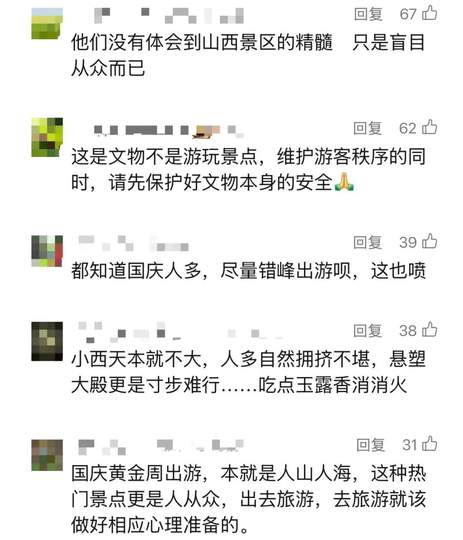 回复 67
他们没有体会到山西景区的精髓 只是盲目
从众而已
回复 62
这是文物不是游玩景点，维护游客秩序的同
时，请先保护好文物本身的安全🙏
回复 39
都知道国庆人多，尽量错峰出游呗，这也喷
回复 38
小西天本就不大，人多自然拥挤不堪，悬塑
大殿更是寸步难行……吃点玉露香消消火
回复 31
国庆黄金周出游，本就是人山人海，这种热
门景点更是人从众，出去旅游，去旅游就该
做好相应心理准备的。